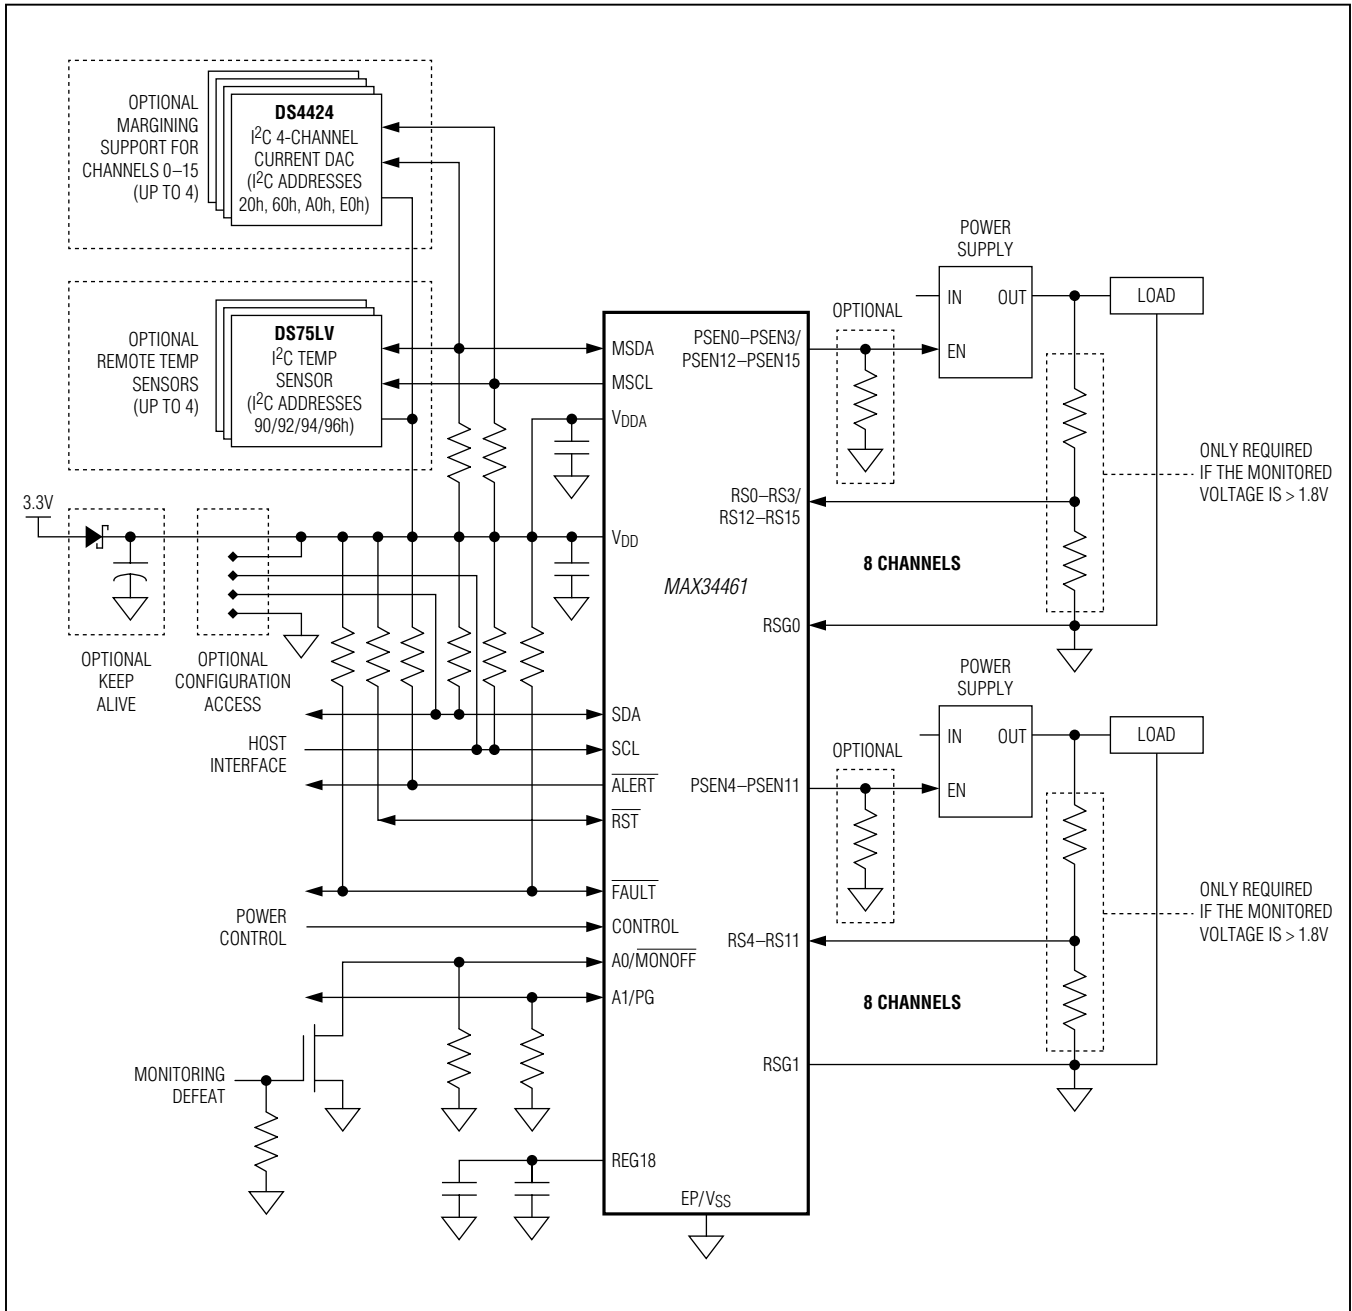 OPTIONAL
MARGINING
SUPPORT FOR
CHANNELS 0–15
(UP TO 4)
DS4424
I2C 4-CHANNEL
CURRENT DAC
(I2C ADDRESSES
20h, 60h, A0h, E0h)
OPTIONAL
REMOTE TEMP
SENSORS
(UP TO 4)
DS75LV
I2C TEMP
SENSOR
(I2C ADDRESSES
90/92/94/96h)
3.3V
OPTIONAL
KEEP
ALIVE
OPTIONAL
CONFIGURATION
ACCESS
HOST
INTERFACE
POWER
CONTROL
MONITORING
DEFEAT
MSDA
MSCL
VDDA
VDD
MAX34461
SDA
SCL
ALERT
RST
FAULT
CONTROL
A0/MONOFF
A1/PG
REG18
EP/VSS
PSEN0–PSEN3/
PSEN12–PSEN15
RS0–RS3/
RS12–RS15
RSG0
PSEN4–PSEN11
RS4–RS11
RSG1
OPTIONAL
POWER
SUPPLY
IN
OUT
EN
LOAD
ONLY REQUIRED
IF THE MONITORED
VOLTAGE IS > 1.8V
8 CHANNELS
OPTIONAL
POWER
SUPPLY
IN
OUT
EN
LOAD
ONLY REQUIRED
IF THE MONITORED
VOLTAGE IS > 1.8V
8 CHANNELS